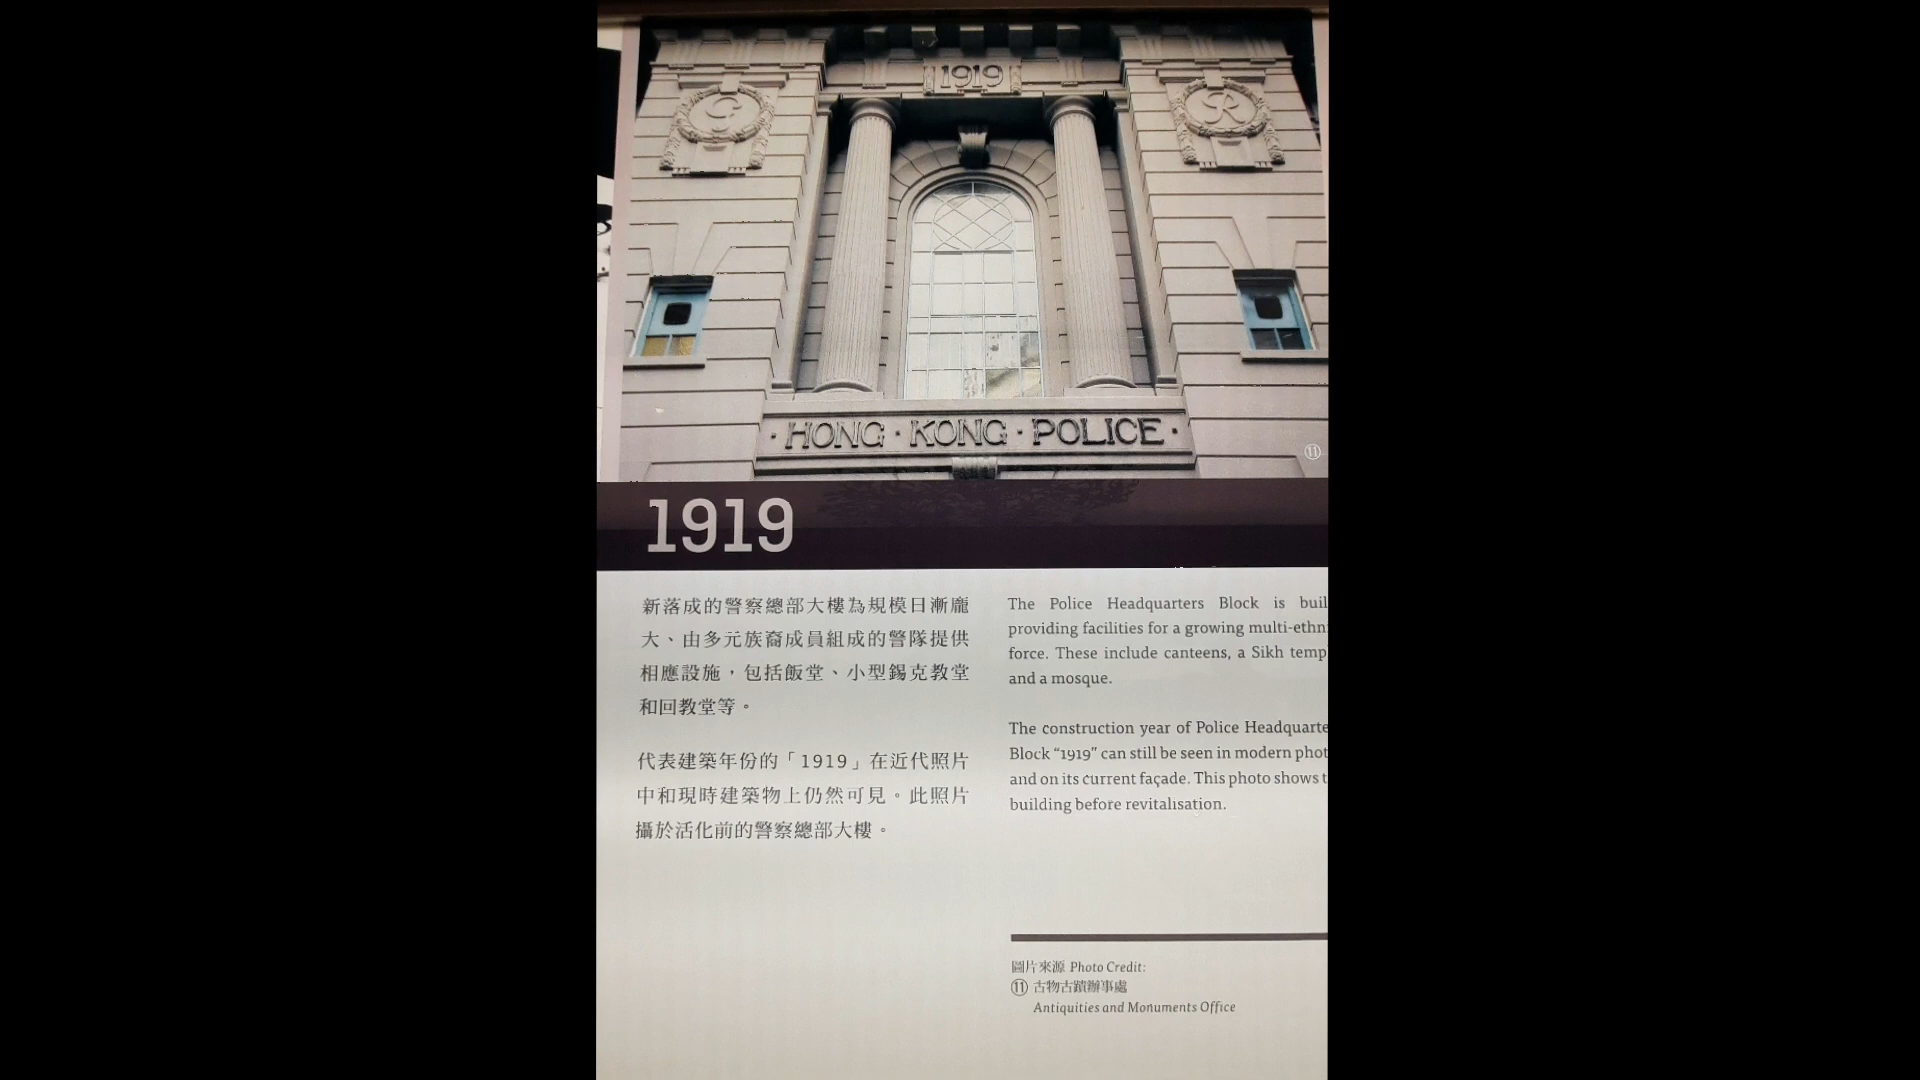 1919
G
R
· HONG · KONG · POLICE ·
⑪
1919
新落成的警察總部大樓為規模日漸龐
大、由多元族裔成員組成的警隊提供
相應設施，包括飯堂、小型錫克教堂
和回教堂等。
代表建築年份的「1919」在近代照片
中和現時建築物上仍然可見。此照片
攝於活化前的警察總部大樓。
The Police Headquarters Block is buil
providing facilities for a growing multi-ethn
force. These include canteens, a Sikh temp
and a mosque.
The construction year of Police Headquarte
Block “1919” can still be seen in modern phot
and on its current façade. This photo shows t
building before revitalisation.
圖片來源 Photo Credit:
⑪ 古物古蹟辦事處
Antiquities and Monuments Office